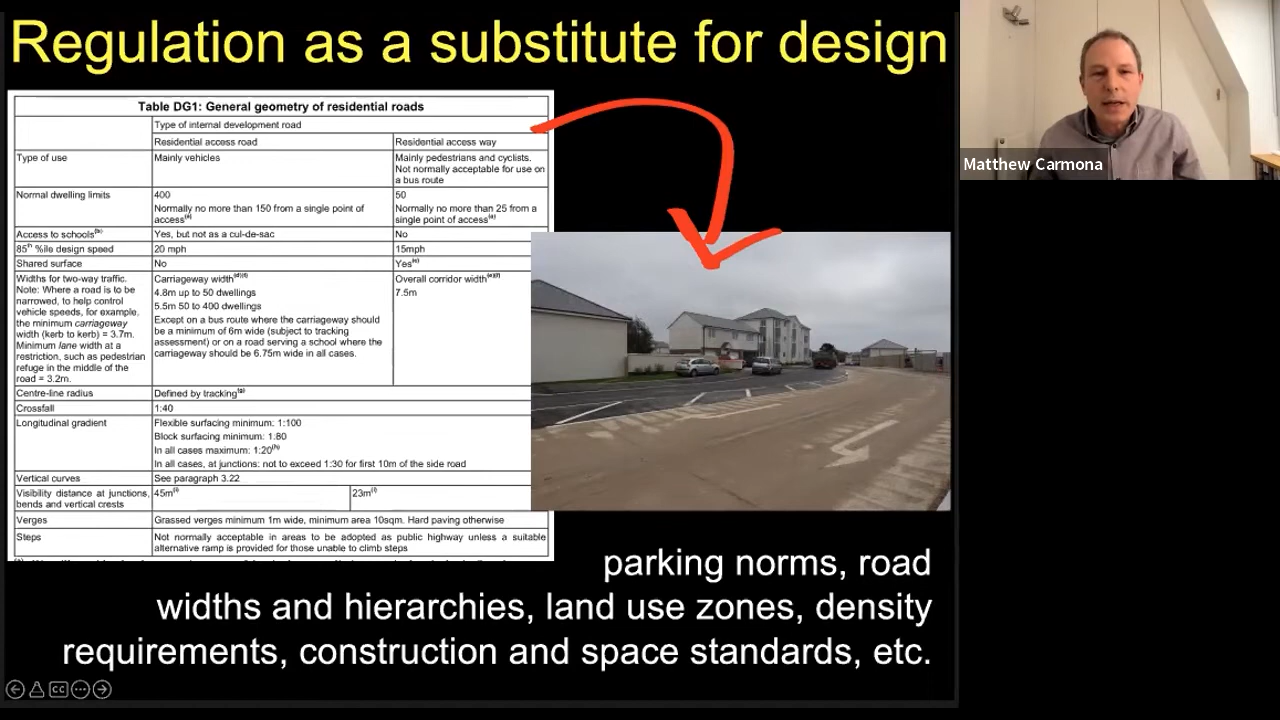 Regulation as a substitute for design
Table DG1: General geometry of residential roads
Type of internal development road
Residential access road
Residential access way
Type of use
Mainly vehicles
Mainly pedestrians and cyclists.
Not normally acceptable for use on
a bus route
Normal dwelling limits
400
Normally no more than 150 from a single point of
access(a)
50
Normally no more than 25 from a
single point of access(a)
Access to schools(b)
Yes, but not as a cul-de-sac
No
85th %ile design speed
20 mph
15mph
Shared surface
No
Yes(c)
Widths for two-way traffic.
Note: Where a road is to be
narrowed, to help control
vehicle speeds, for example,
the minimum carriageway
width (kerb to kerb) = 3.7m.
Minimum lane width at a
restriction, such as pedestrian
refuge in the middle of the
road = 3.2m.
Carriageway width(d)(f)
4.8m up to 50 dwellings
5.5m 50 to 400 dwellings
Except on a bus route where the carriageway should
be a minimum of 6m wide (subject to tracking
assessment) or on a road serving a school where the
carriageway should be 6.75m wide in all cases.
Overall corridor width(e)(f)
7.5m
Centre-line radius
Defined by tracking(g)
Crossfall
1:40
Longitudinal gradient
Flexible surfacing minimum: 1:100
Block surfacing minimum: 1:80
In all cases maximum: 1:20(h)
In all cases, at junctions: not to exceed 1:30 for first 10m of the side road
Vertical curves
See paragraph 3.22
Visibility distance at junctions,
bends and vertical crests
45m(i)
23m(i)
Verges
Grassed verges minimum 1m wide, minimum area 10sqm. Hard paving otherwise
Steps
Not normally acceptable in areas to be adopted as public highway unless a suitable
alternative ramp is provided for those unable to climb steps
parking norms, road
widths and hierarchies, land use zones, density
requirements, construction and space standards, etc.
CC
Matthew Carmona